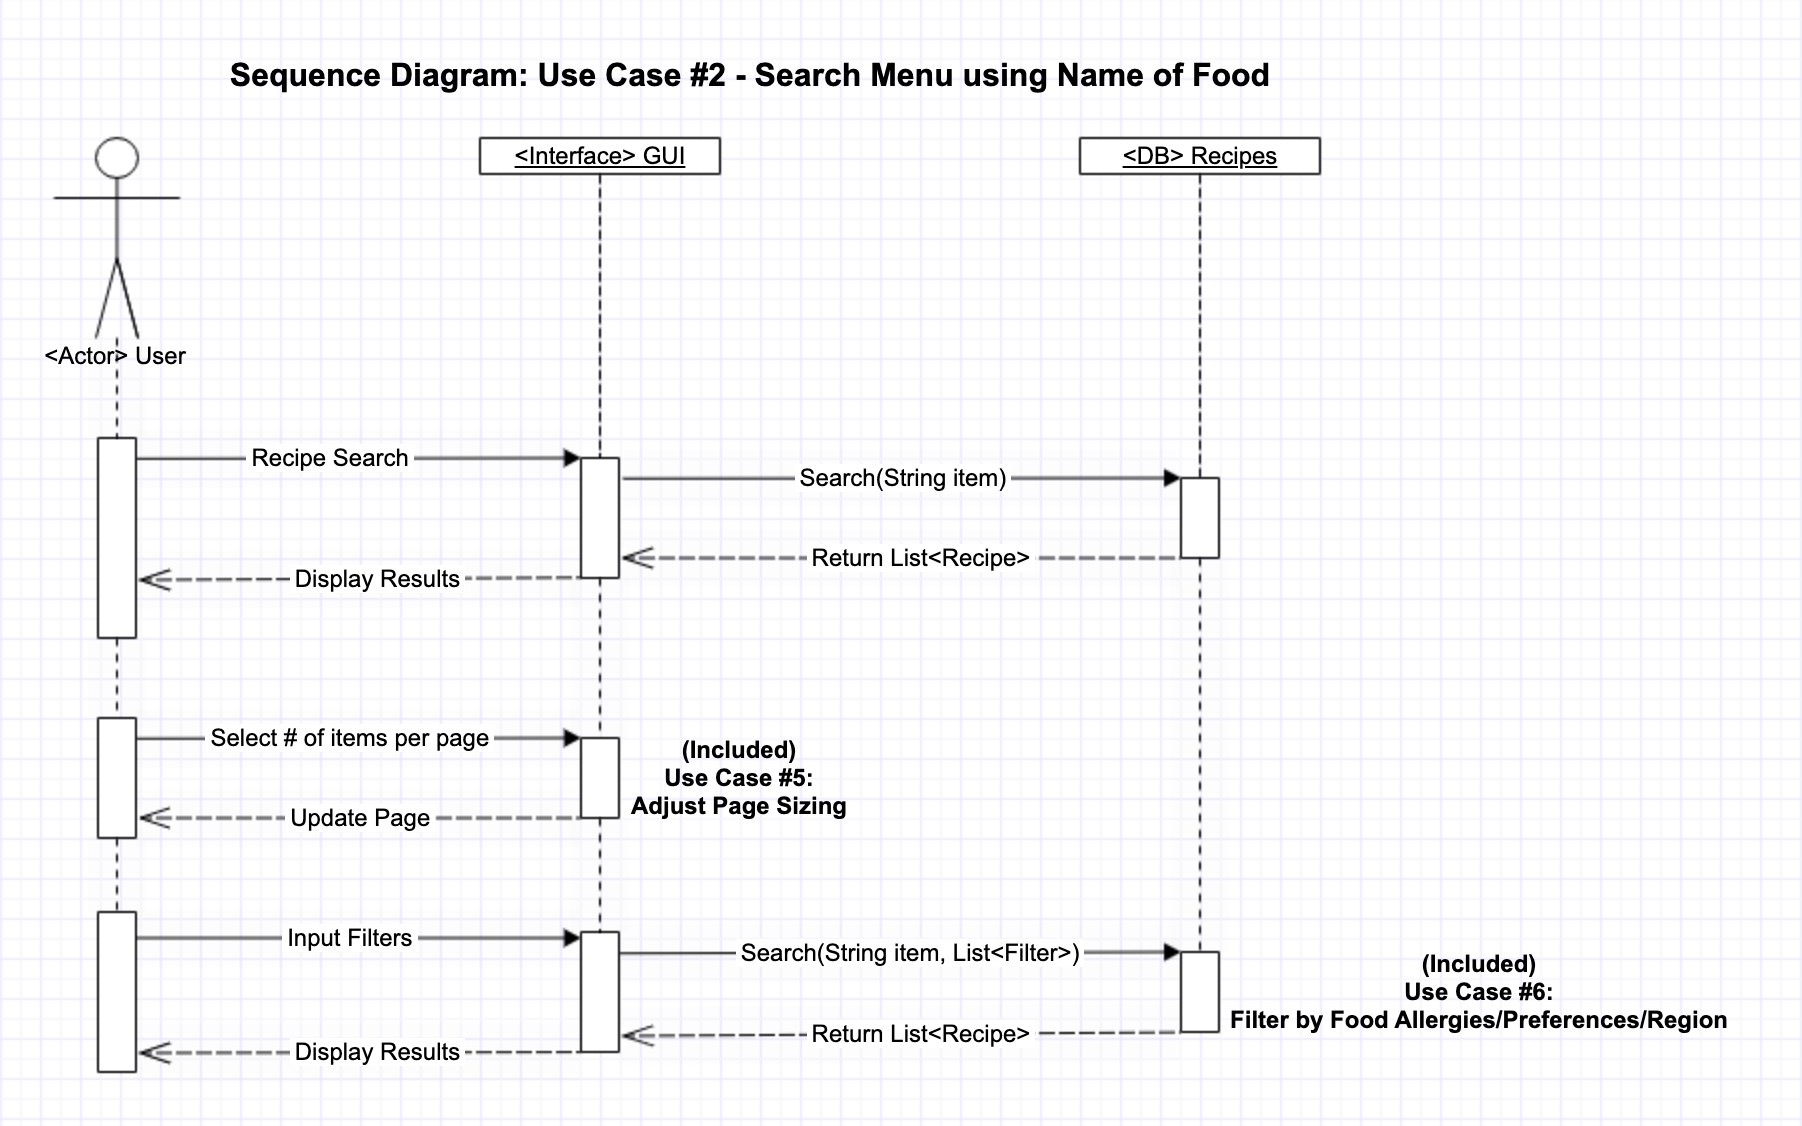 Sequence Diagram: Use Case #2 - Search Menu using Name of Food
<Interface> GUI
<DB> Recipes
<Actor> User
Recipe Search
Search(String item)
Return List<Recipe>
Display Results
Select # of items per page
(Included)
Use Case #5:
Adjust Page Sizing
Update Page
Input Filters
Search(String item, List<Filter>)
(Included)
Use Case #6:
Filter by Food Allergies/Preferences/Region
Return List<Recipe>
Display Results